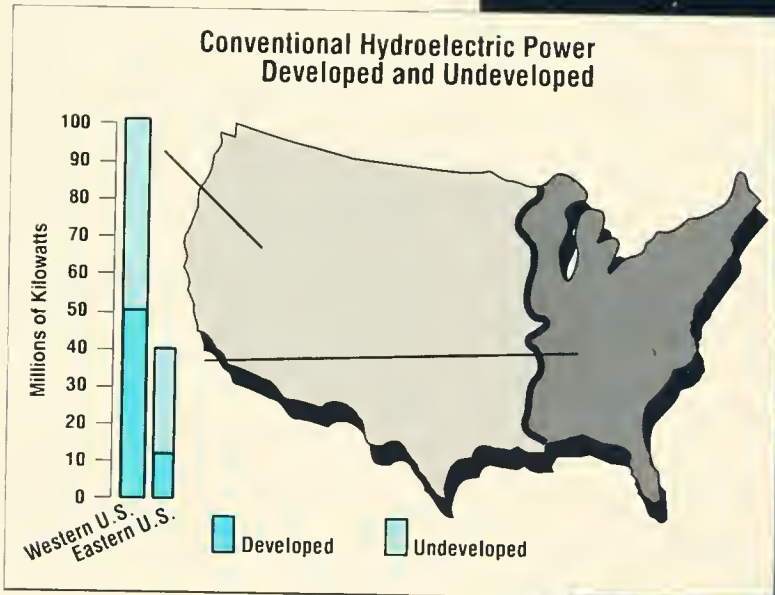 Conventional Hydroelectric Power
Developed and Undeveloped
Millions of Kilowatts
100
90
80
70
60
50
40
30
20
10
0
Western U.S.
Eastern U.S.
Developed
Undeveloped